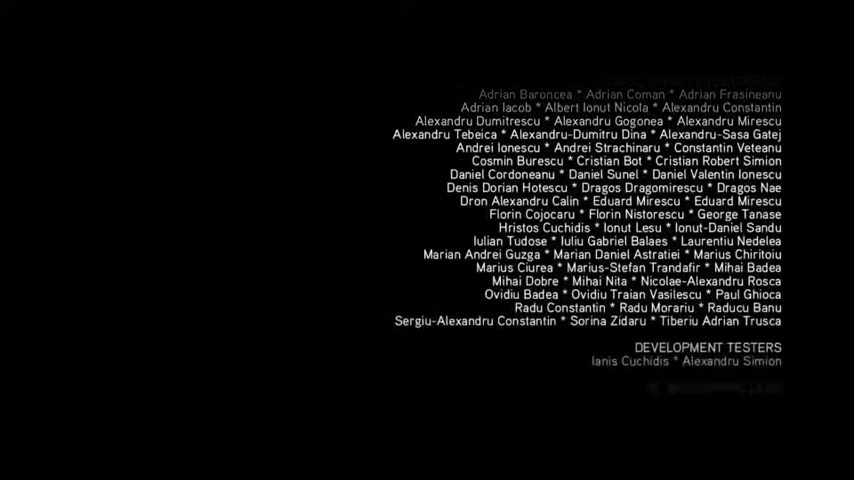 Adrian Baroncea * Adrian Coman * Adrian Frasineanu
Adrian Iacob * Albert Ionut Nicola * Alexandru Constantin
Alexandru Dumitrescu * Alexandru Gogonea * Alexandru Mirescu
Alexandru Tebeica * Alexandru-Dumitru Dina * Alexandru-Sasa Gatej
Andrei Ionescu * Andrei Strachinaru * Constantin Veteanu
Cosmin Burescu * Cristian Bot * Cristian Robert Simion
Daniel Cordoneanu * Daniel Sunel * Daniel Valentin Ionescu
Denis Dorian Hotescu * Dragos Dragomirescu * Dragos Nae
Dron Alexandru Calin * Eduard Mirescu * Eduard Mirescu
Florin Cojocaru * Florin Nistorescu * George Tanase
Hristos Cuchidis * Ionut Lesu * Ionut-Daniel Sandu
Iulian Tudose * Iuliu Gabriel Balaes * Laurentiu Nedelea
Marian Andrei Guzga * Marian Daniel Astratiei * Marius Chiritoiu
Marius Ciurea * Marius-Stefan Trandafir * Mihai Badea
Mihai Dobre * Mihai Nita * Nicolae-Alexandru Rosca
Ovidiu Badea * Ovidiu Traian Vasilescu * Paul Ghioca
Radu Constantin * Radu Morariu * Raducu Banu
Sergiu-Alexandru Constantin * Sorina Zidaru * Tiberiu Adrian Trusca
DEVELOPMENT TESTERS
Ianis Cuchidis * Alexandru Simion